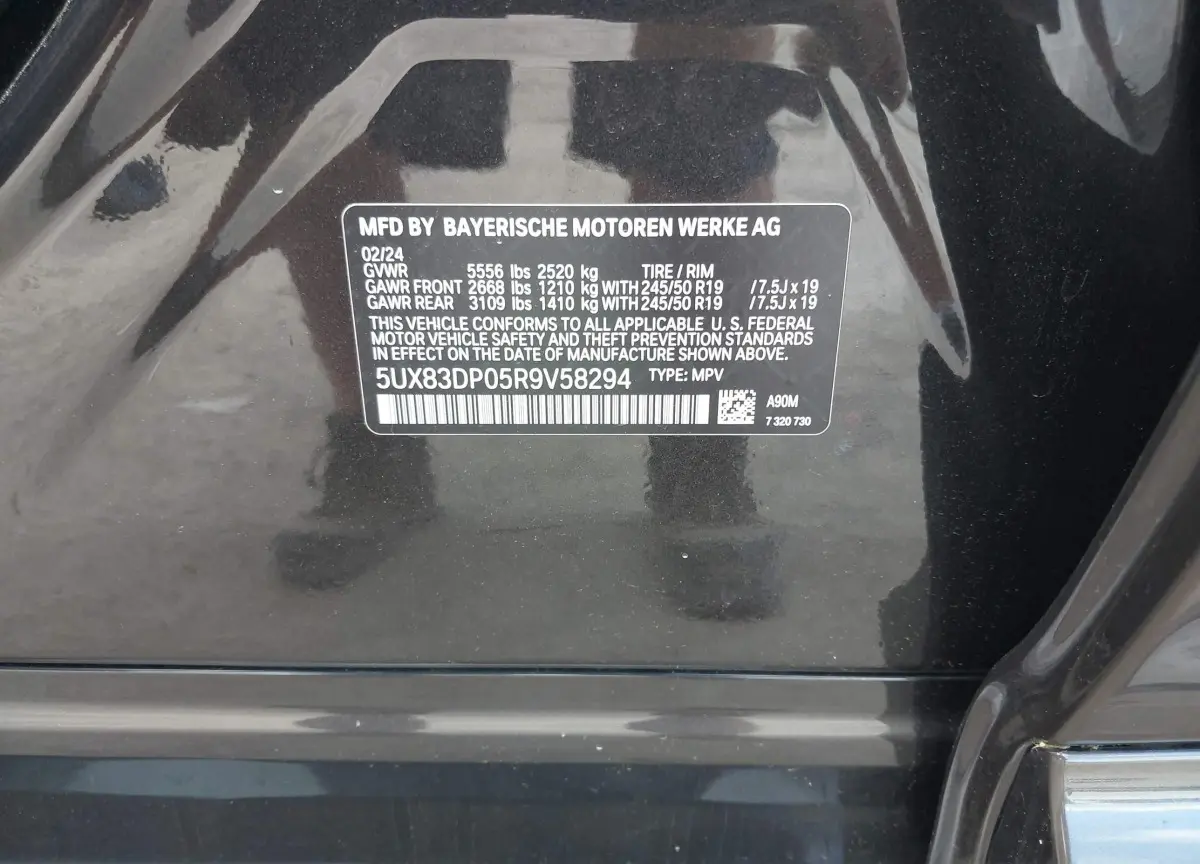 MFD BY BAYERISCHE MOTOREN WERKE AG
02/24
GVWR 5556 lbs 2520 kg TIRE / RIM
GAWR FRONT 2668 lbs 1210 kg WITH 245/50 R19 / 7.5J x 19
GAWR REAR 3109 lbs 1410 kg WITH 245/50 R19 / 7.5J x 19
THIS VEHICLE CONFORMS TO ALL APPLICABLE U. S. FEDERAL
MOTOR VEHICLE SAFETY AND THEFT PREVENTION STANDARDS
IN EFFECT ON THE DATE OF MANUFACTURE SHOWN ABOVE.
5UX83DP05R9V58294 TYPE: MPV
A90M
7 320 730